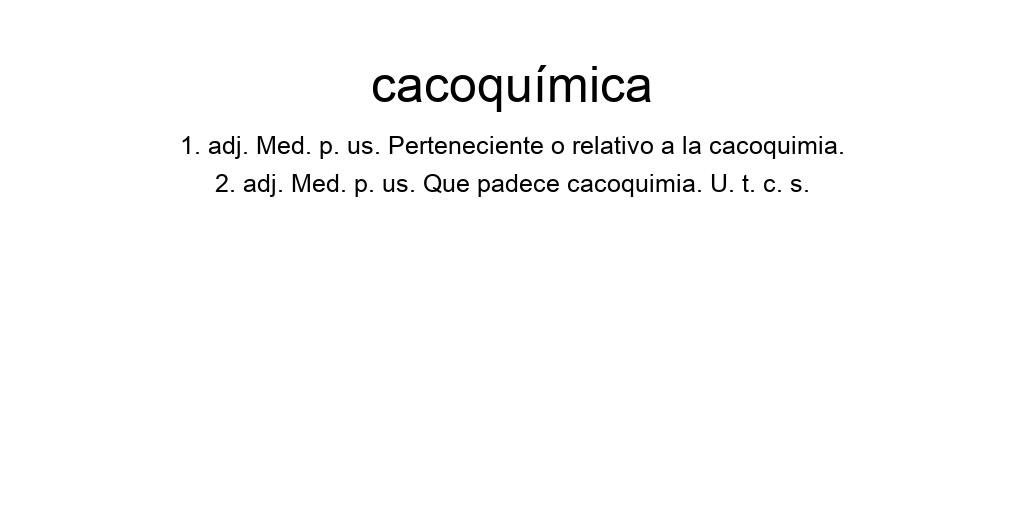 cacoquímica
1. adj. Med. p. us. Perteneciente o relativo a la cacoquimia.
2. adj. Med. p. us. Que padece cacoquimia. U. t. c. s.